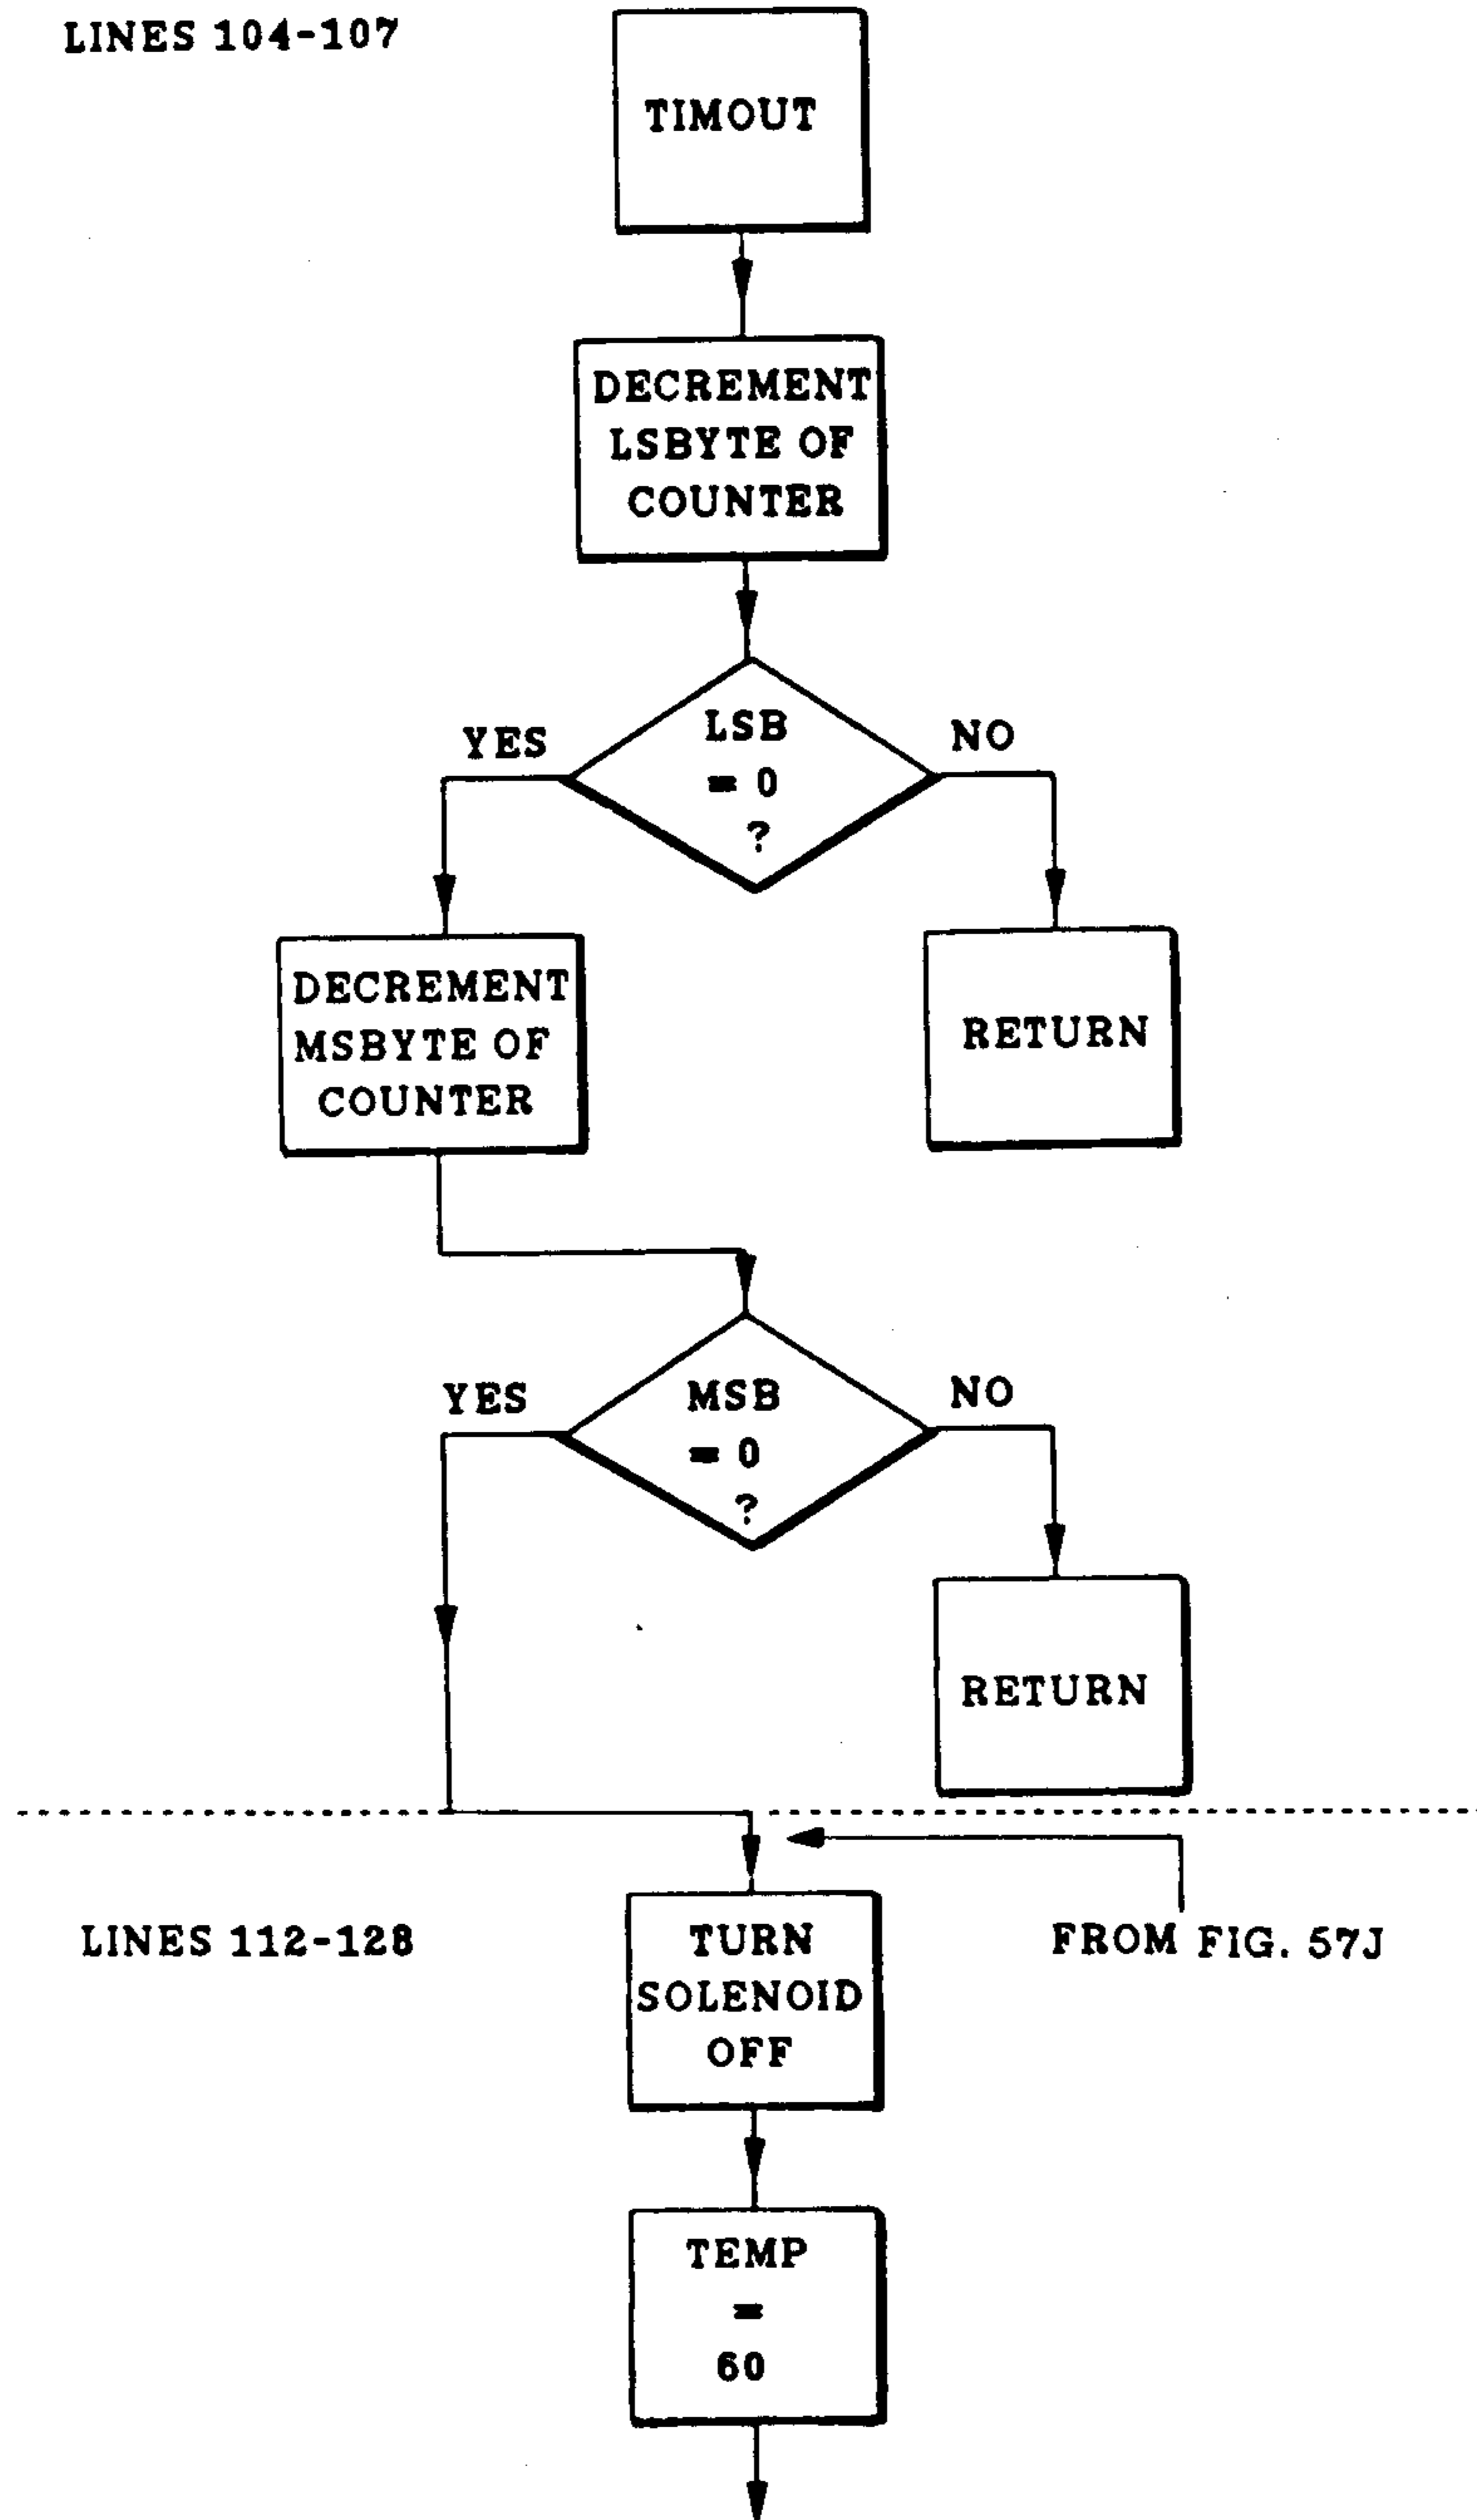 LINES 104-107
TIMOUT
DECREMENT
LSBYTE OF
COUNTER
LSB
= 0
?
YES
NO
DECREMENT
MSBYTE OF
COUNTER
RETURN
MSB
= 0
?
YES
NO
RETURN
LINES 112-128
TURN
SOLENOID
OFF
FROM FIG. 57J
TEMP
=
60